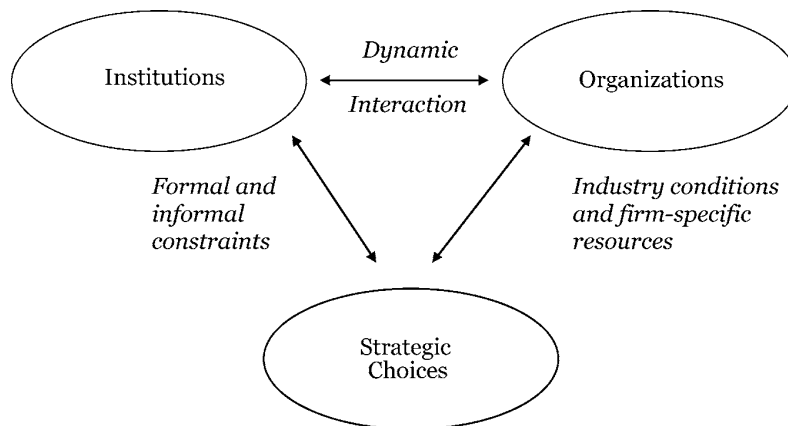 Dynamic
Institutions
Organizations
Interaction
Formal and
informal
constraints
Industry conditions
and firm-specific
resources
Strategic
Choices